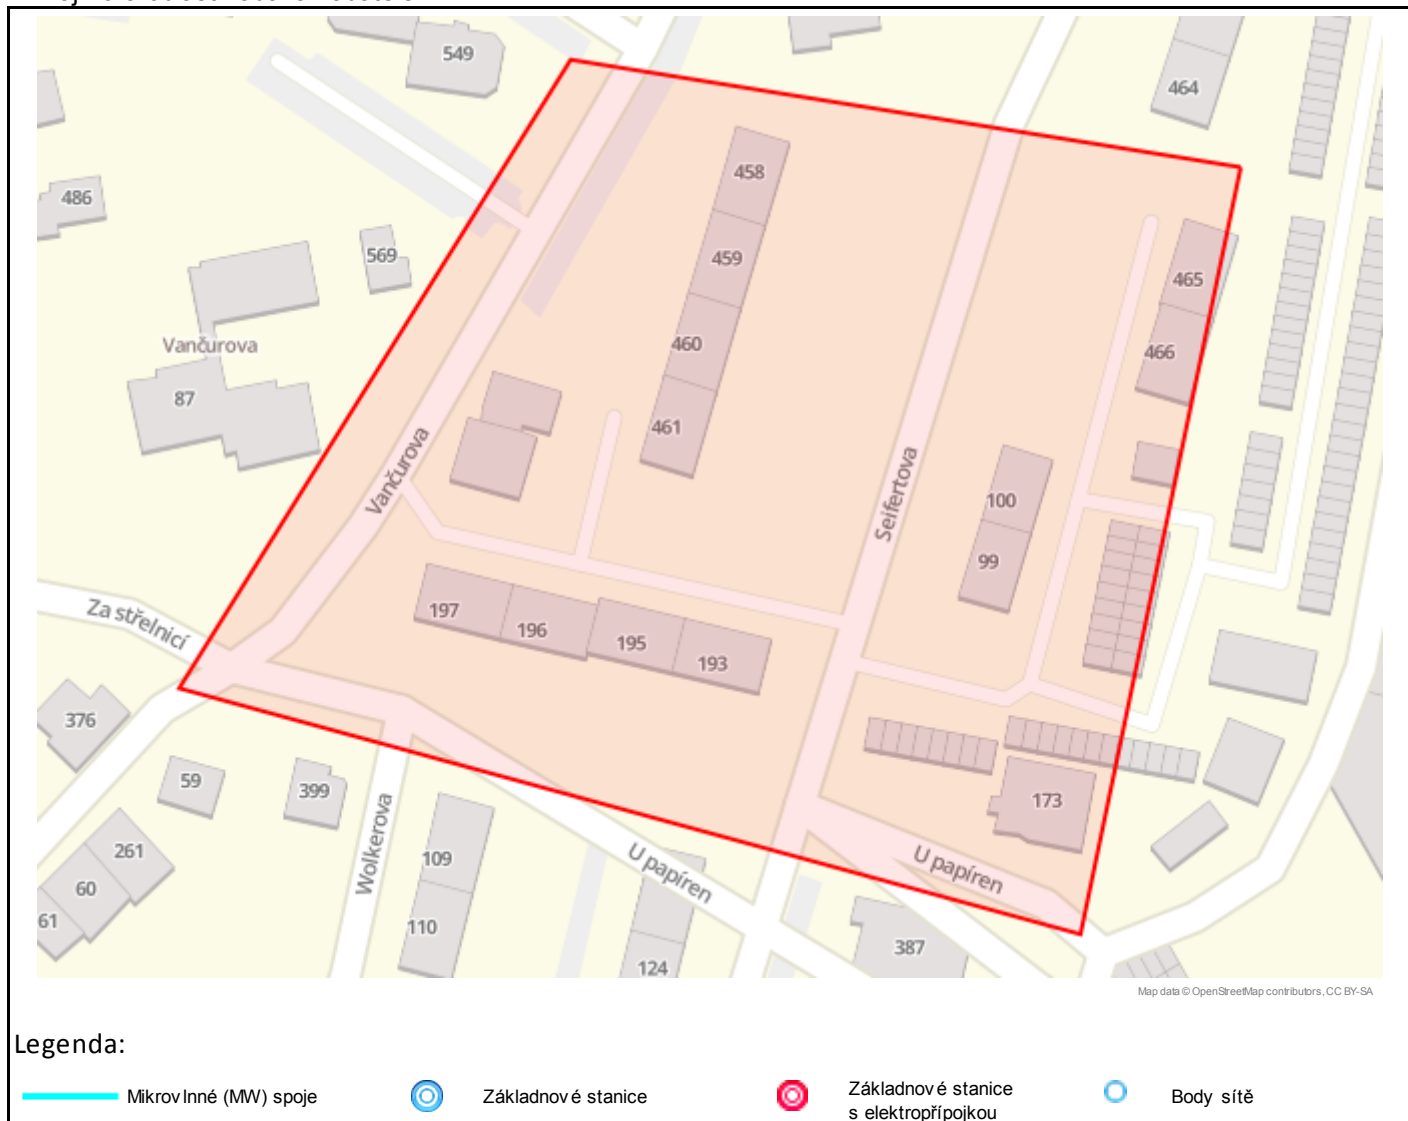 549
464
458
486
459
569
465
460
Vančurova
466
87
461
Vančurova
Seifertova
100
99
Za střelnicí
197
196
195
193
376
59
399
173
261
109
Wolkerova
U papíren
U papíren
60
61
110
387
124
Map data © OpenStreetMap contributors, CC BY-SA
Legenda:
Mikrovlnné (MW) spoje
Základnové stanice
Základnové stanice
s elektropřípojkou
Body sítě